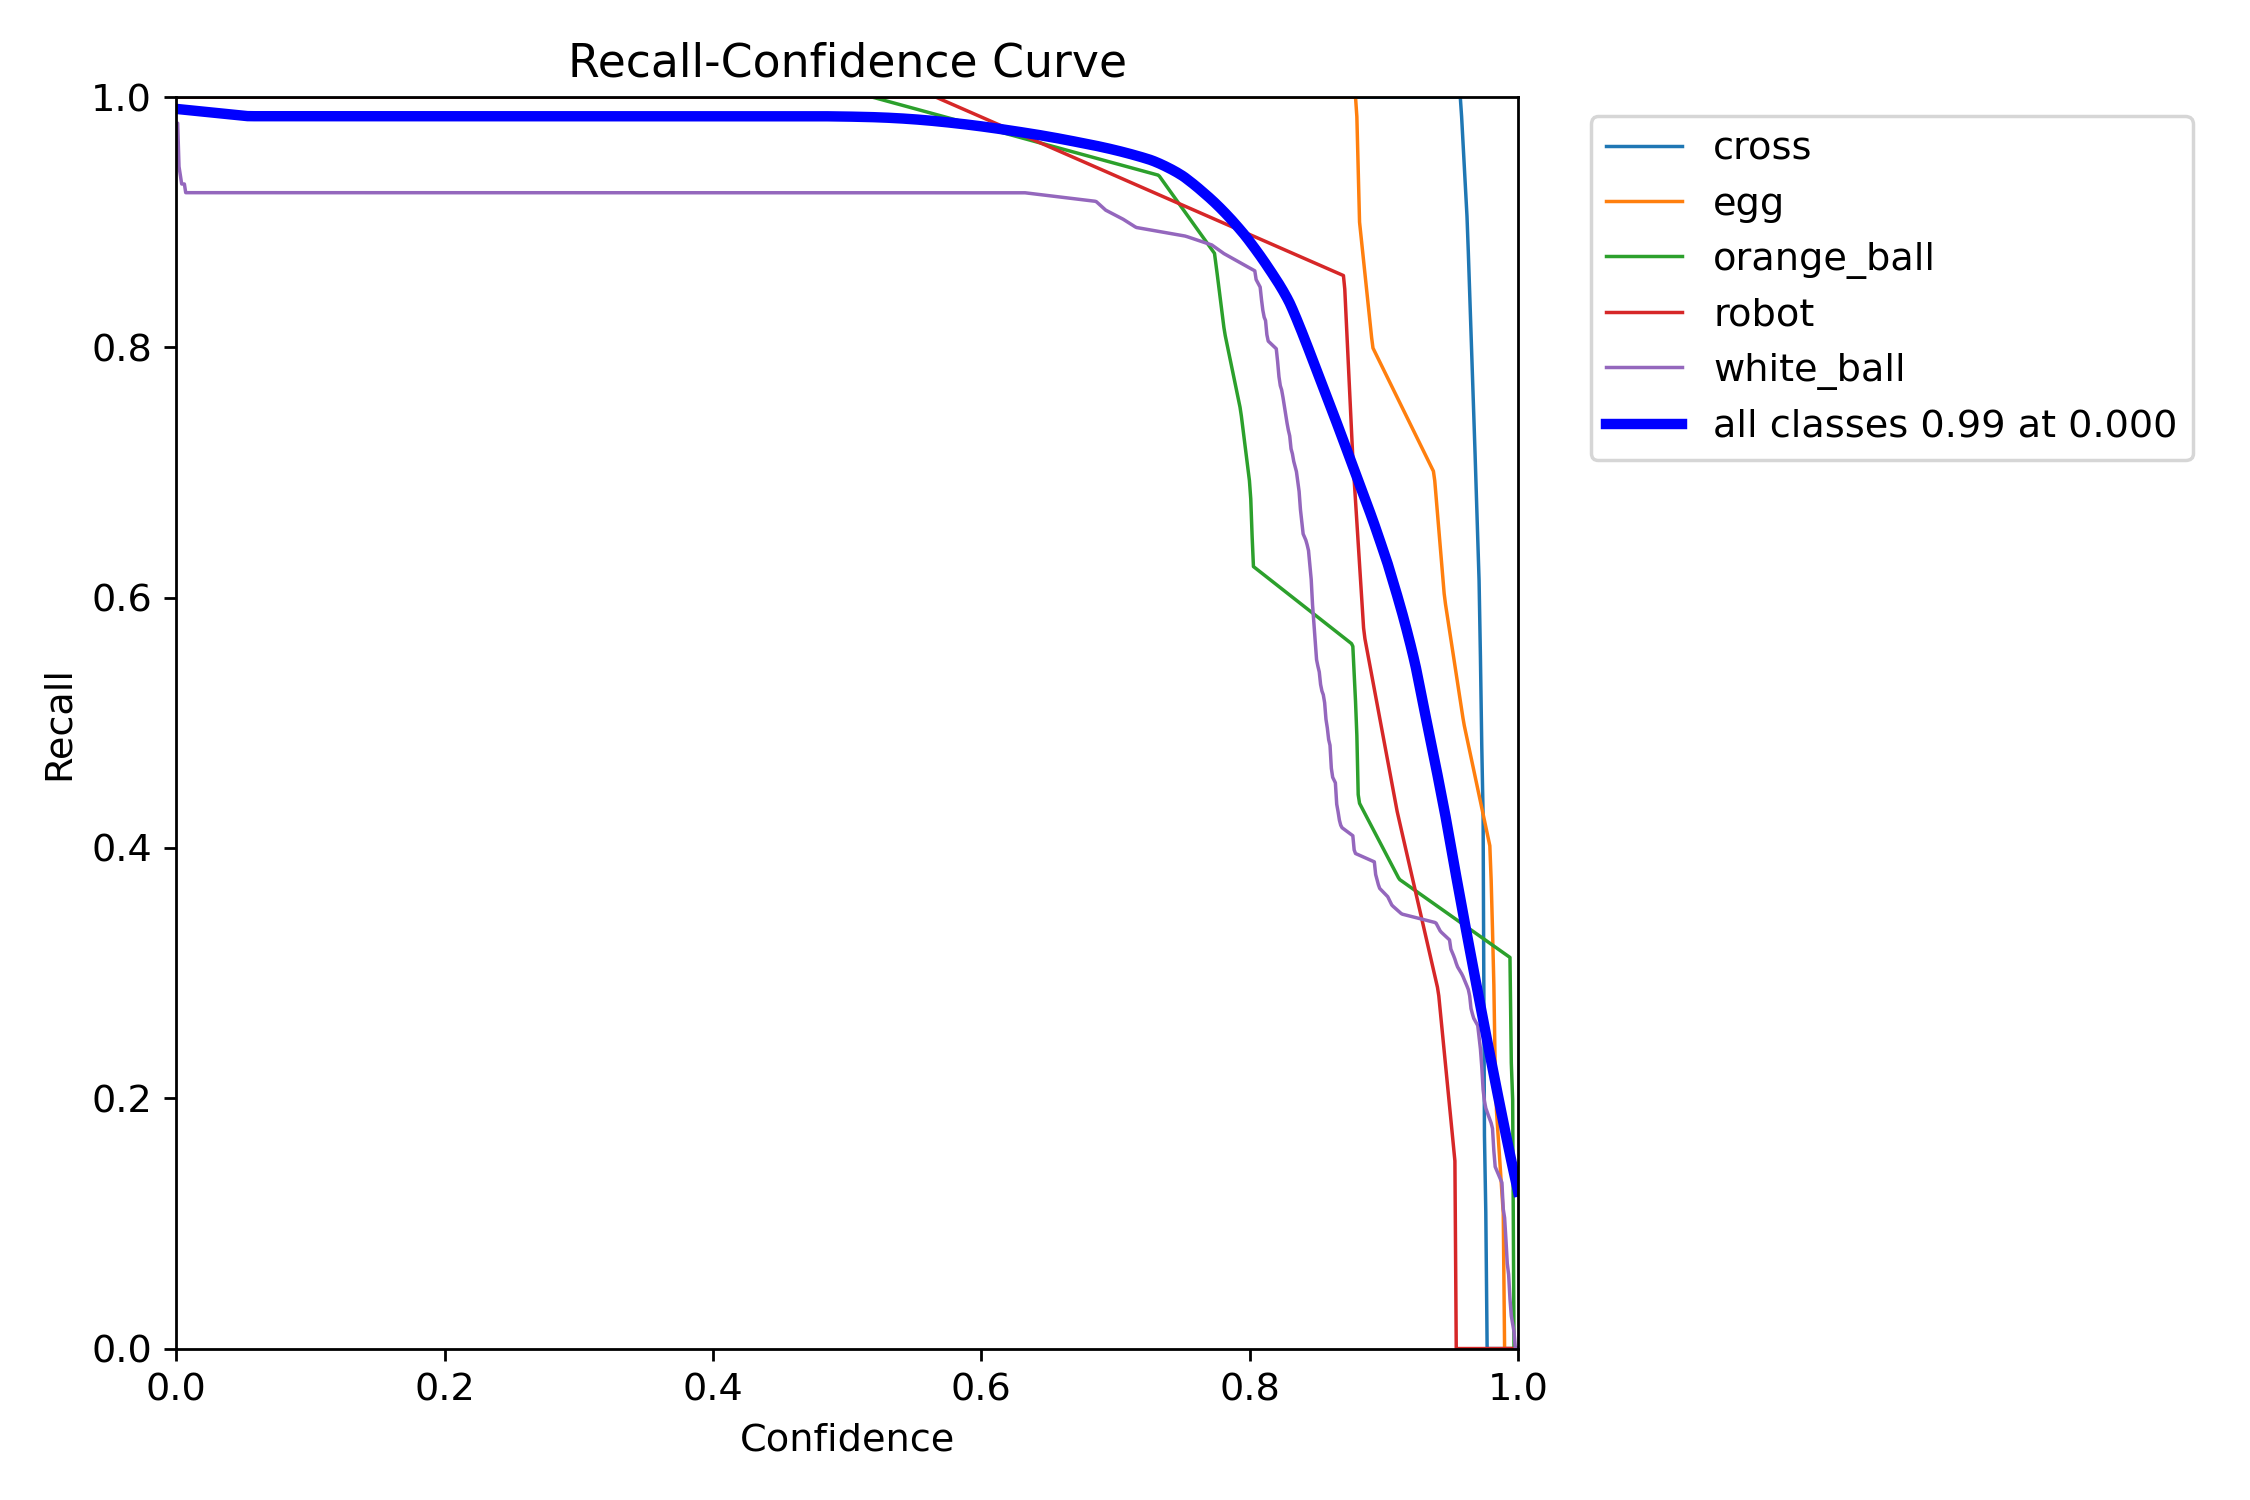 Recall-Confidence Curve
1.0
0.8
0.6
0.4
0.2
0.0
Recall
0.0 0.2 0.4 0.6 0.8 1.0
Confidence
cross
egg
orange_ball
robot
white_ball
all classes 0.99 at 0.000